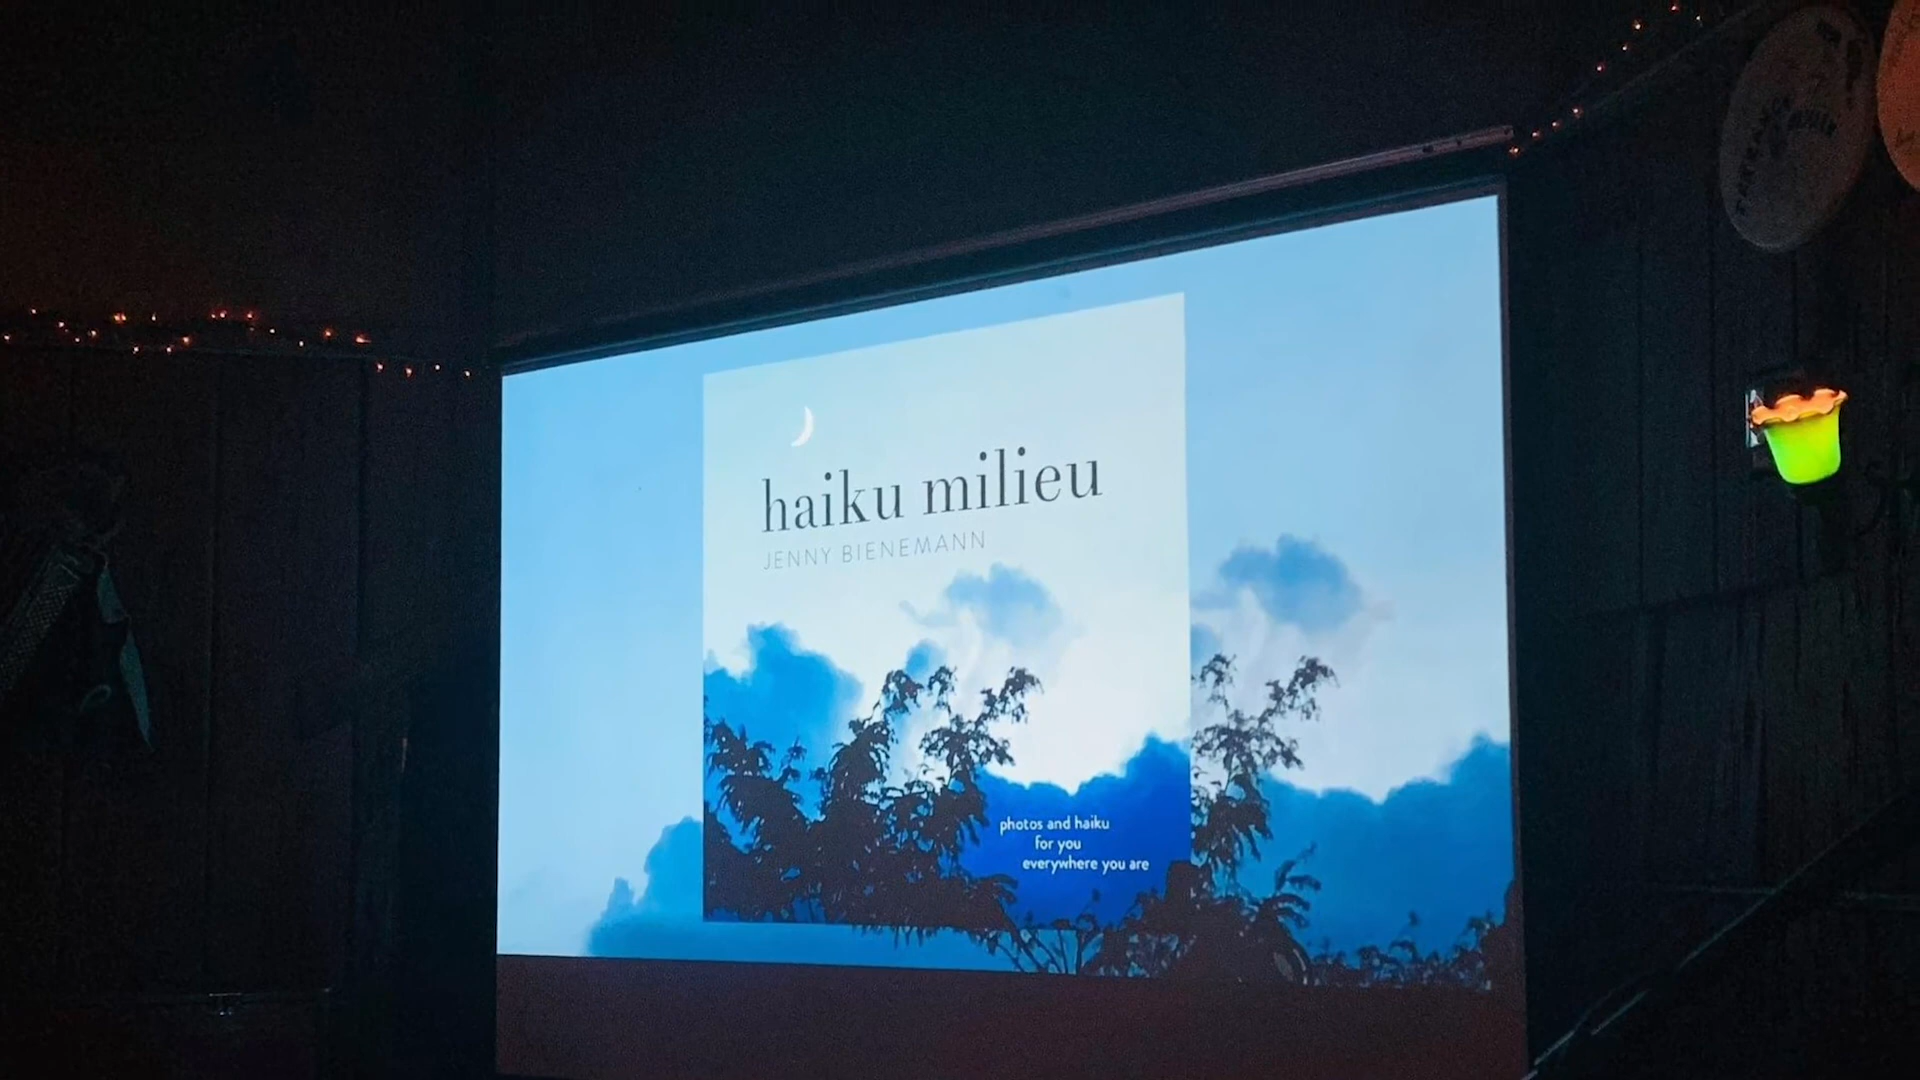 haiku milieu
JENNY BIENEMANN
photos and haiku
for you
everywhere you are